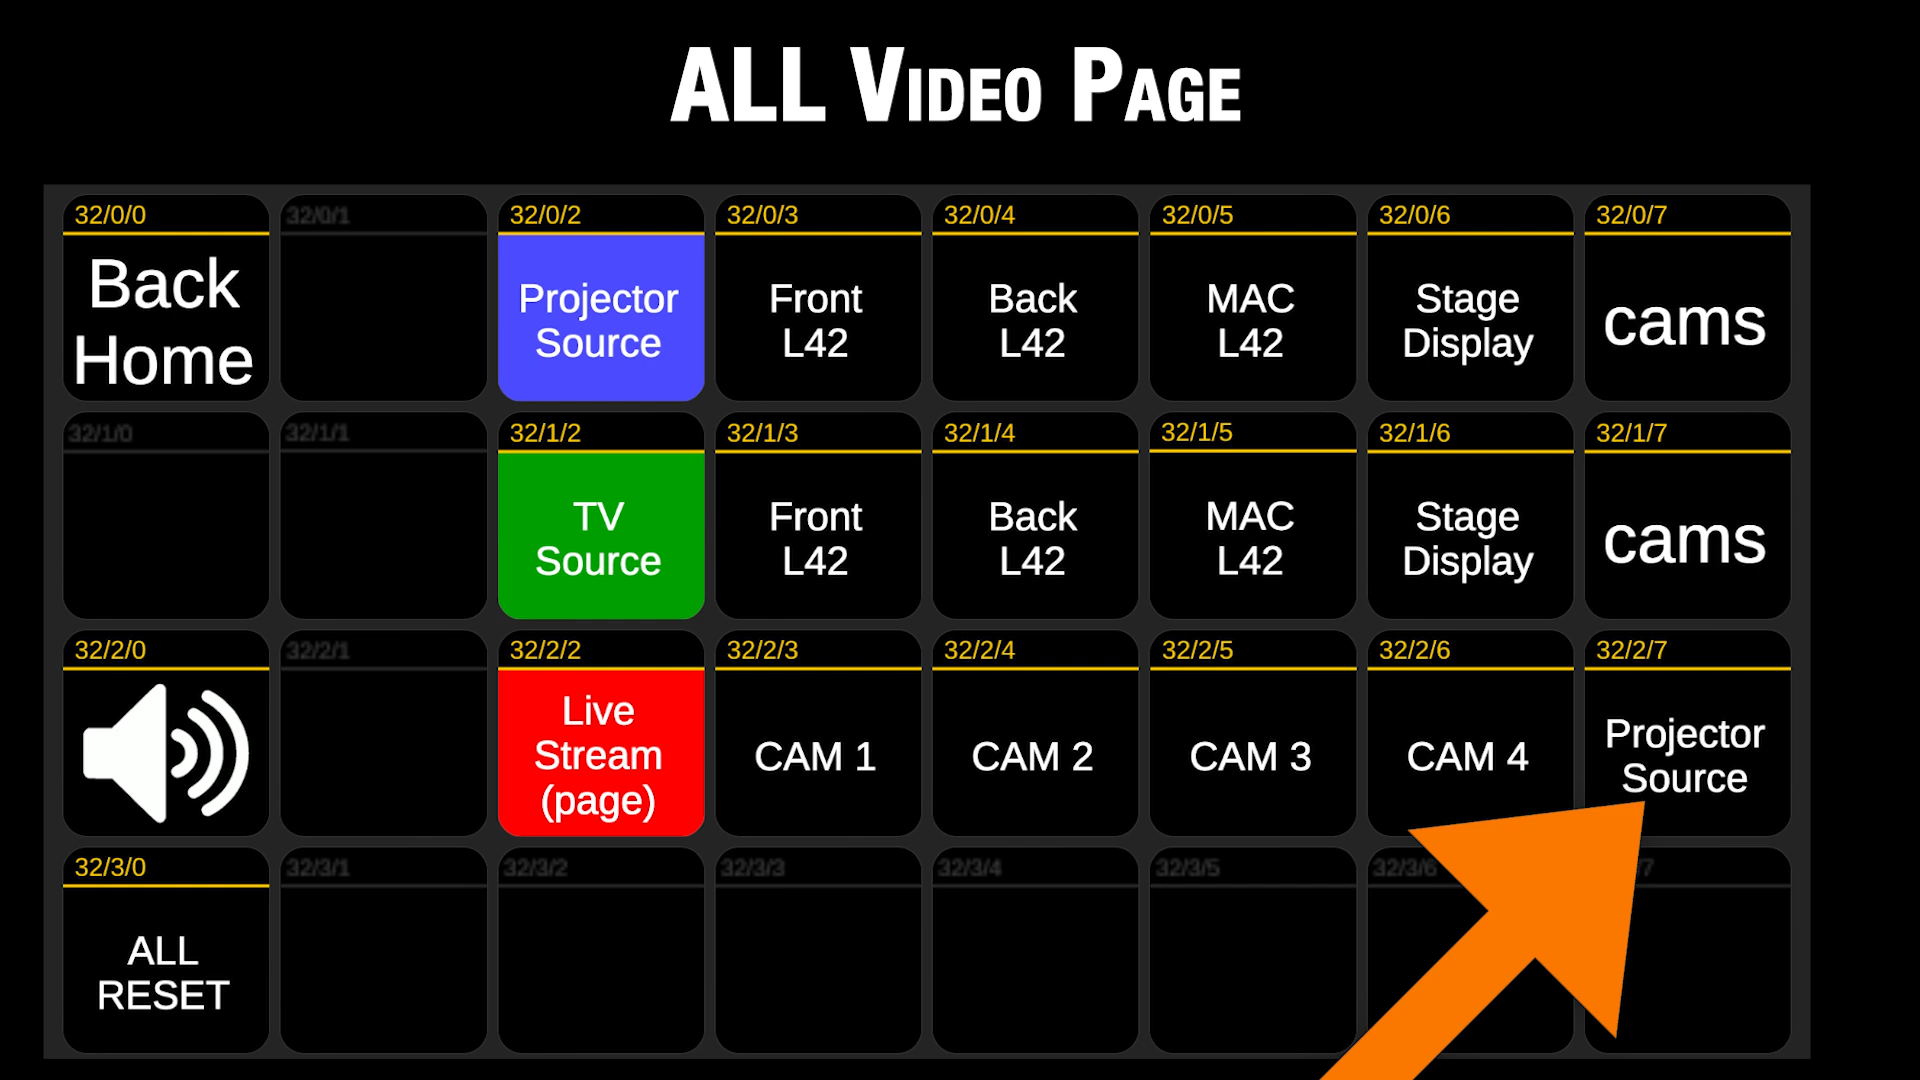 ALL VIDEO PAGE
32/0/0
32/0/1
32/0/2
32/0/3
32/0/4
32/0/5
32/0/6
32/0/7
Back
Home
Projector
Source
Front
L42
Back
L42
MAC
L42
Stage
Display
cams
32/1/0
32/1/1
32/1/2
32/1/3
32/1/4
32/1/5
32/1/6
32/1/7
TV
Source
Front
L42
Back
L42
MAC
L42
Stage
Display
cams
32/2/0
32/2/1
32/2/2
32/2/3
32/2/4
32/2/5
32/2/6
32/2/7
Live
Stream
(page)
CAM 1
CAM 2
CAM 3
CAM 4
Projector
Source
32/3/0
32/3/1
32/3/2
32/3/3
32/3/4
32/3/5
32/3/6
/7
ALL
RESET